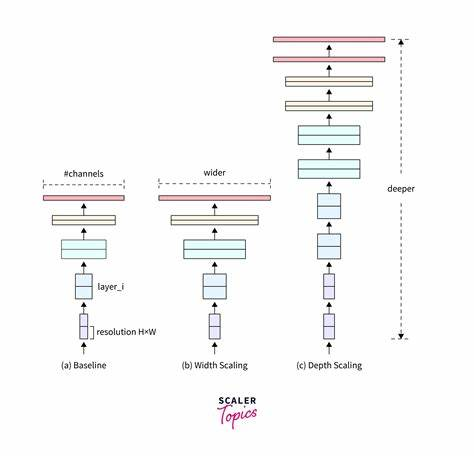 #channels
wider
deeper
layer_i
resolution H×W
(a) Baseline
(b) Width Scaling
(c) Depth Scaling
SCALER
Topics